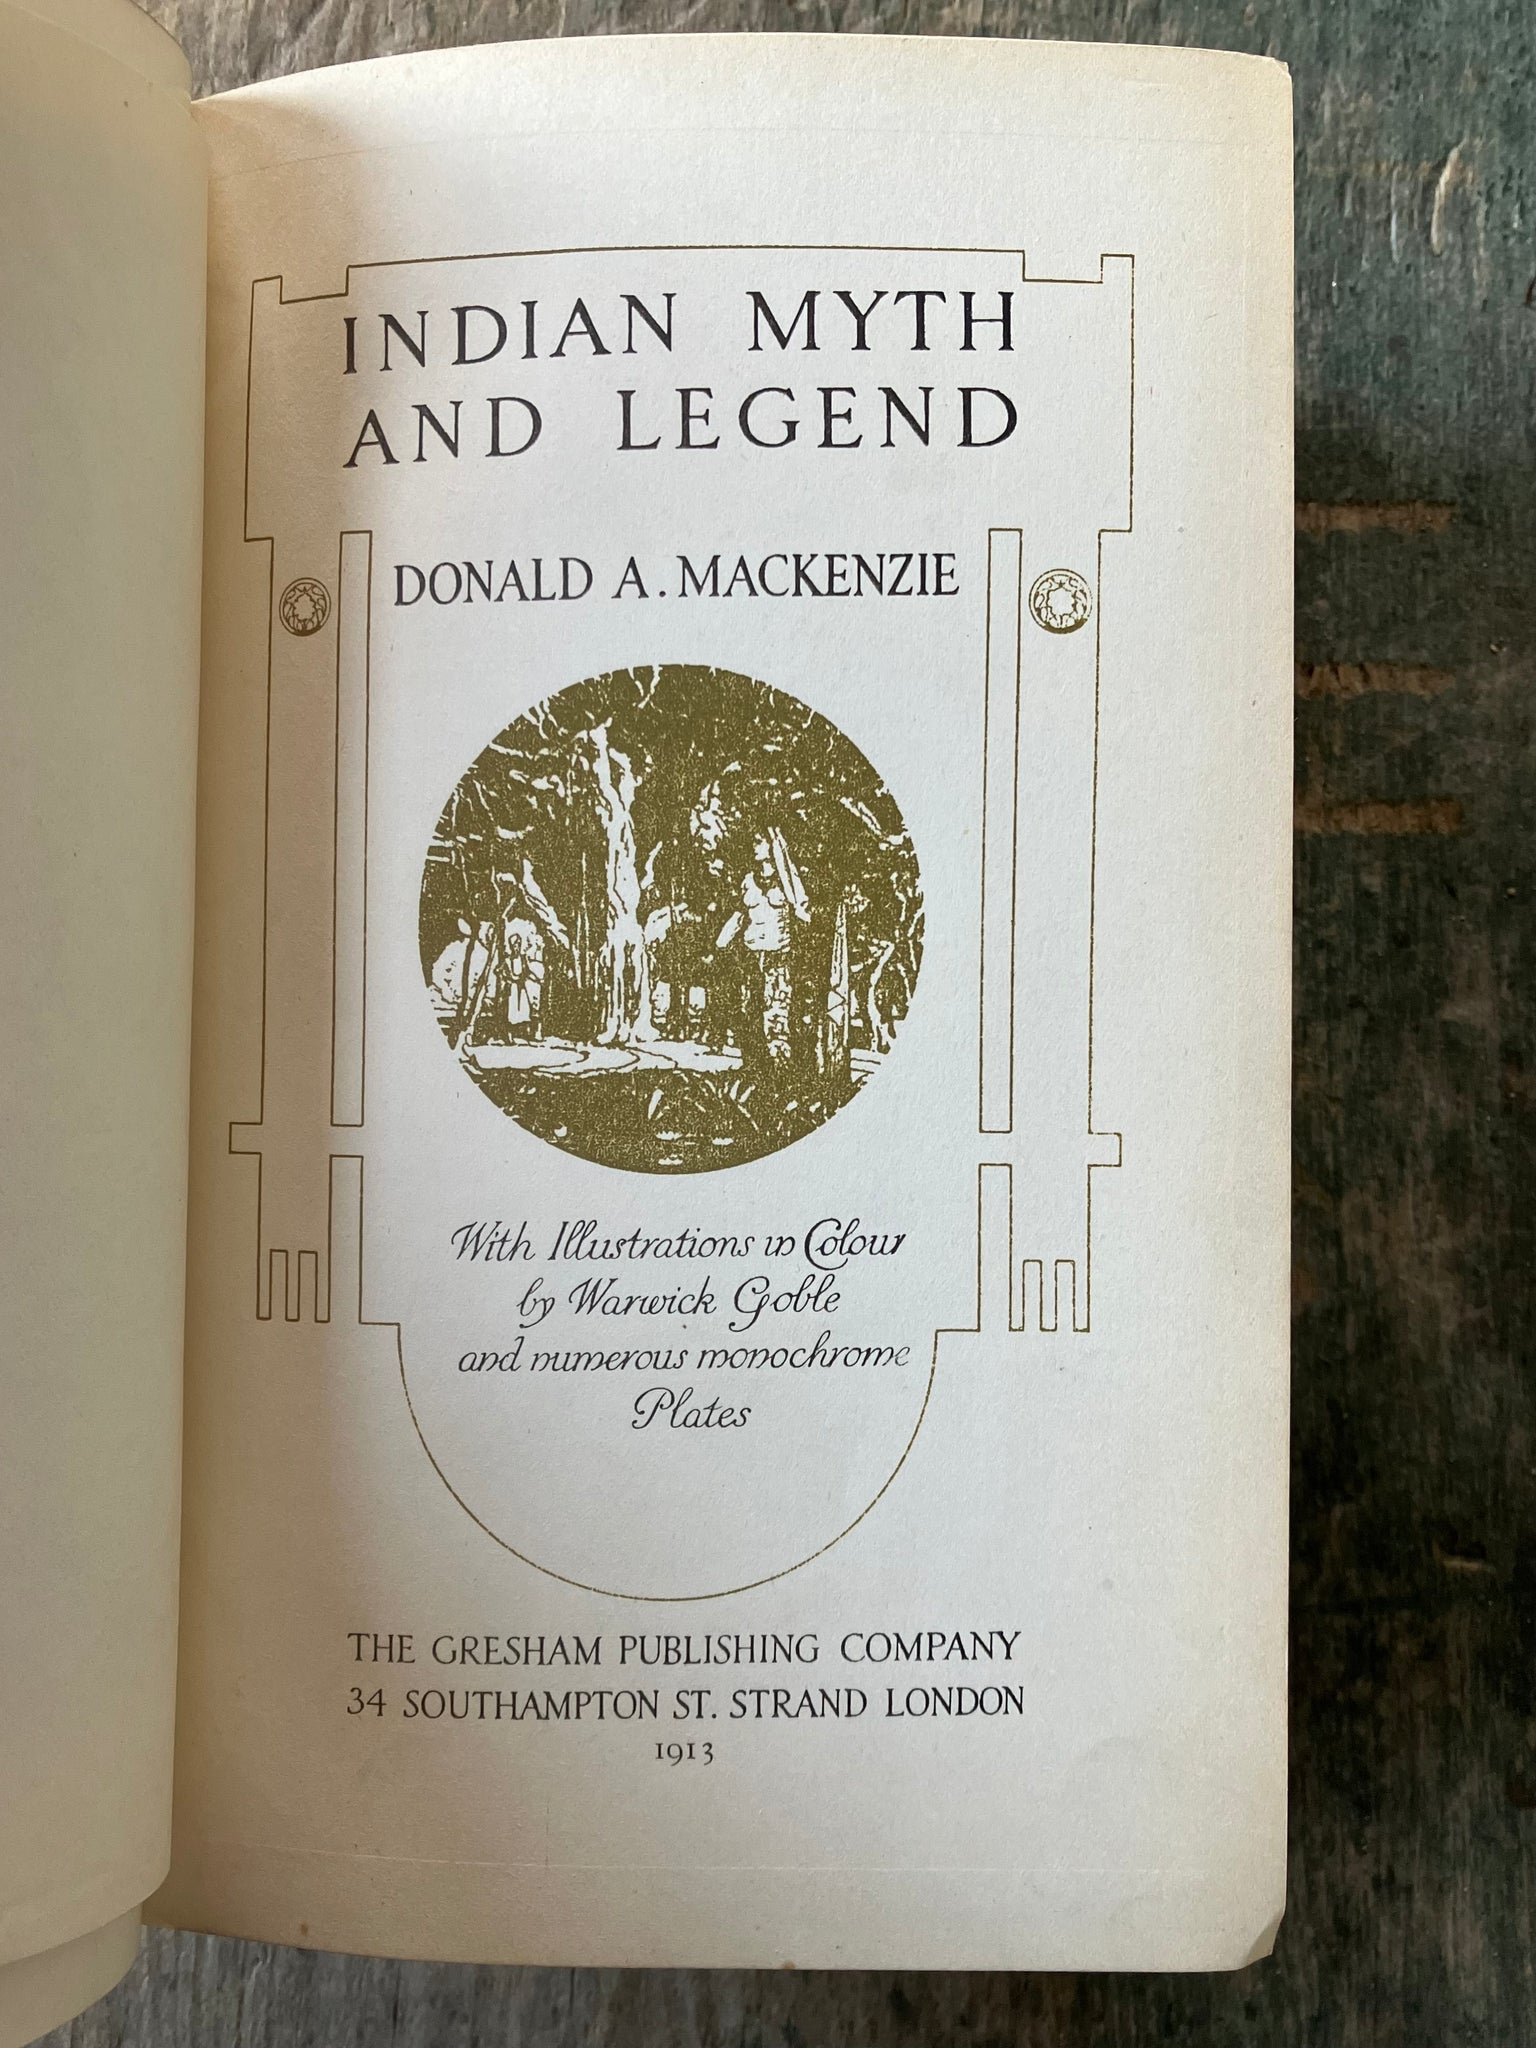 INDIAN MYTH
AND LEGEND
DONALD A. MACKENZIE
With Illustrations in Colour
by Warwick Goble
and numerous monochrome
Plates
THE GRESHAM PUBLISHING COMPANY
34 SOUTHAMPTON ST. STRAND LONDON
1913